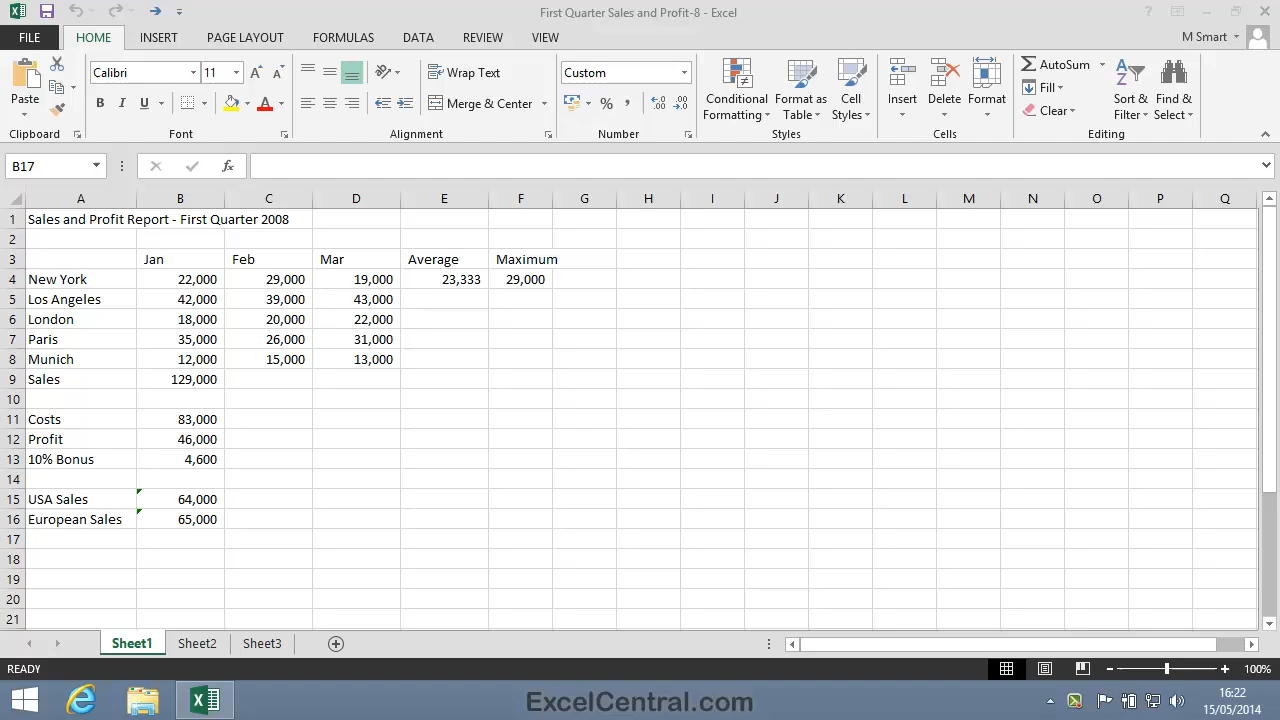 First Quarter Sales and Profit-8 - Excel
FILE HOME INSERT PAGE LAYOUT FORMULAS DATA REVIEW VIEW M Smart
Calibri 11 Wrap Text Custom AutoSum
Fill
Paste B I U Merge & Center % , Conditional Formatting Format as Table Cell Styles Insert Delete Format Clear Sort & Filter Find & Select
Clipboard Font Alignment Number Styles Cells Editing
B17 fx
A B C D E F G H I J K L M N O P Q
1 Sales and Profit Report - First Quarter 2008
2
3 Jan Feb Mar Average Maximum
4 New York 22,000 29,000 19,000 23,333 29,000
5 Los Angeles 42,000 39,000 43,000
6 London 18,000 20,000 22,000
7 Paris 35,000 26,000 31,000
8 Munich 12,000 15,000 13,000
9 Sales 129,000
10
11 Costs 83,000
12 Profit 46,000
13 10% Bonus 4,600
14
15 USA Sales 64,000
16 European Sales 65,000
17
18
19
20
21
Sheet1 Sheet2 Sheet3
READY 100%
ExcelCentral.com 16:22
15/05/2014